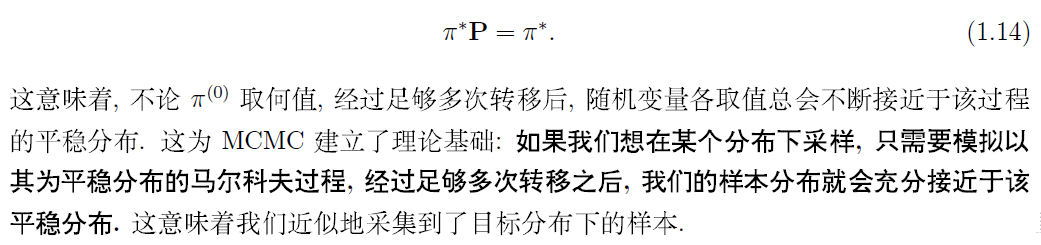 π*P = π*. (1.14)
这意味着, 不论 π⁽⁰⁾ 取何值, 经过足够多次转移后, 随机变量各取值总会不断接近于该过程
的平稳分布. 这为 MCMC 建立了理论基础: 如果我们想在某个分布下采样, 只需要模拟以
其为平稳分布的马尔科夫过程, 经过足够多次转移之后, 我们的样本分布就会充分接近于该
平稳分布. 这意味着我们近似地采集到了目标分布下的样本.